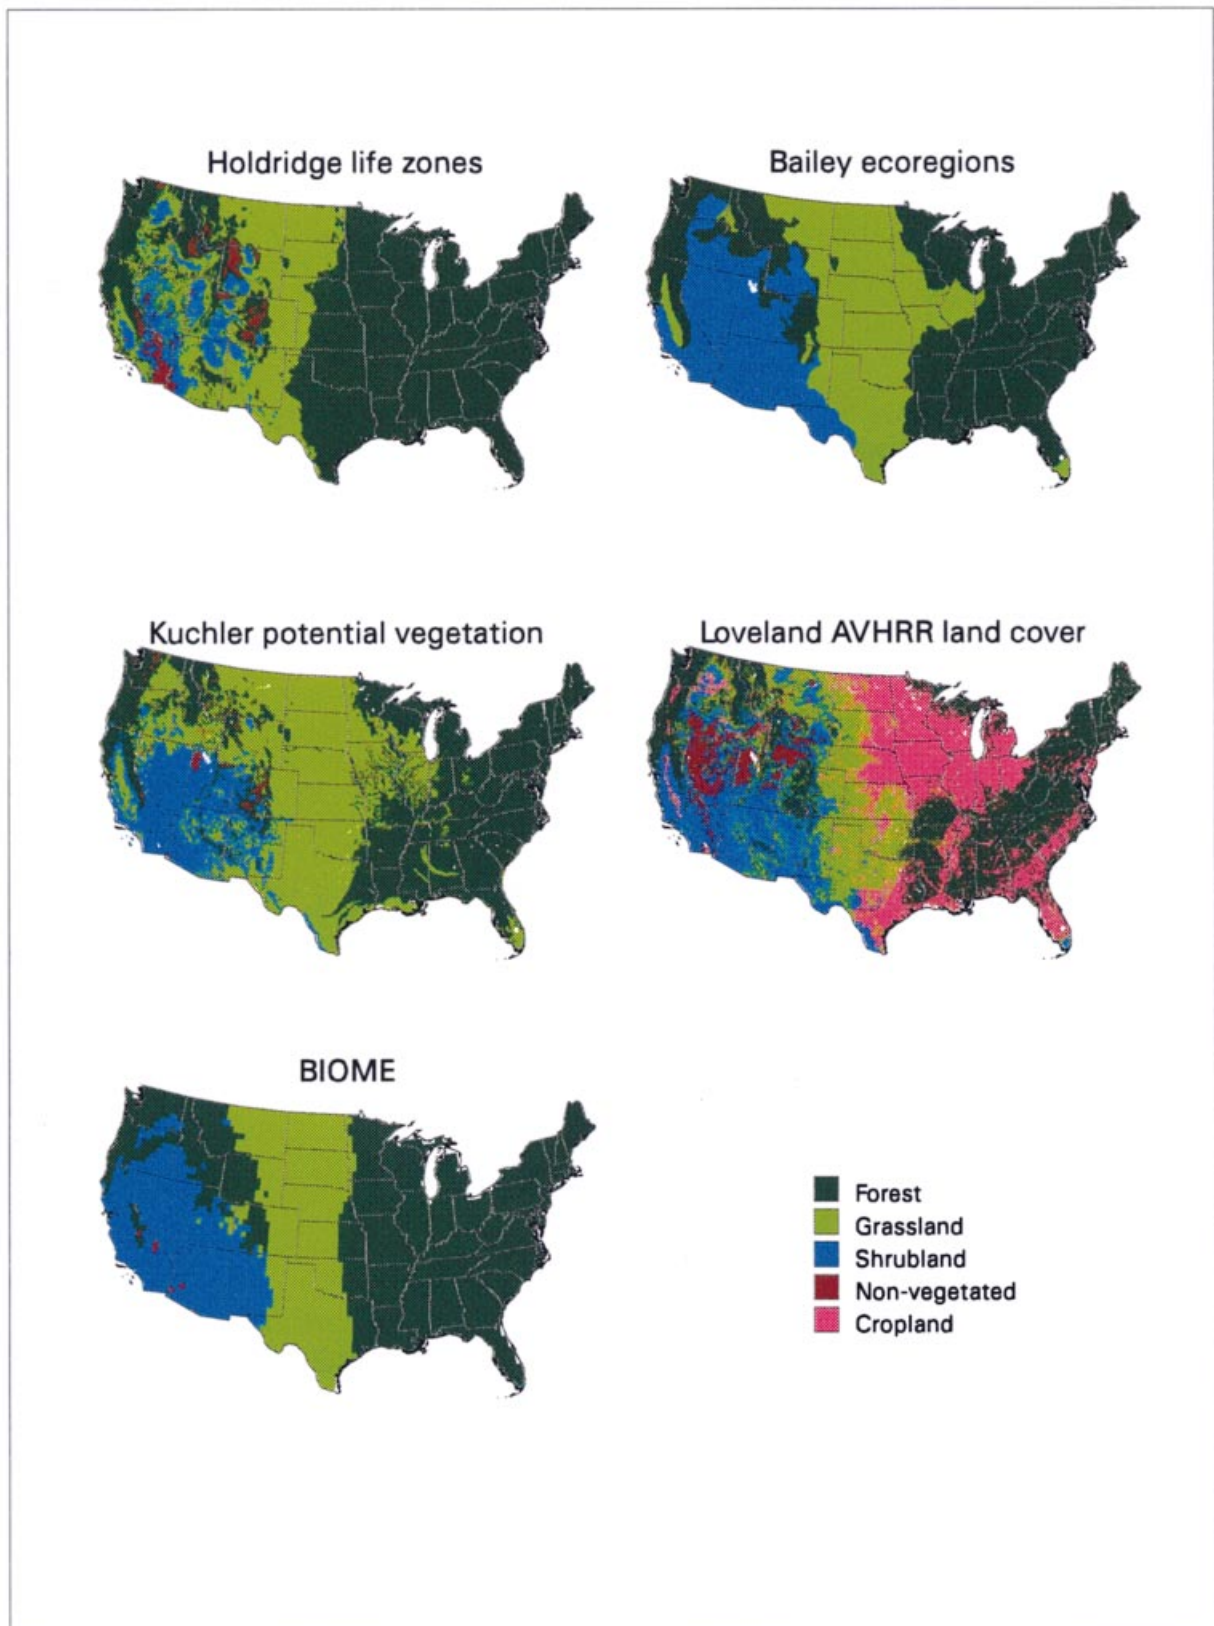 Holdridge life zones
Bailey ecoregions
Kuchler potential vegetation
Loveland AVHRR land cover
BIOME
Forest
Grassland
Shrubland
Non-vegetated
Cropland